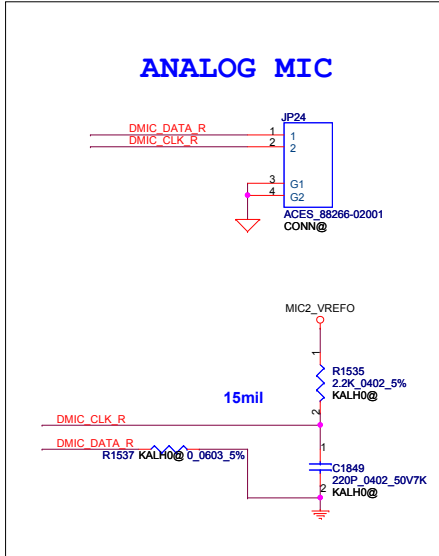 ANALOG MIC
JP24
DMIC_DATA_R 1 1
DMIC_CLK_R 2 2
3 G1
4 G2
ACES_88266-02001
CONN@
MIC2_VREFO
1
R1535
2.2K_0402_5%
KALH0@
15mil
2
DMIC_CLK_R
DMIC_DATA_R
R1537 KALH0@ 0_0603_5%
1
C1849
220P_0402_50V7K
2
KALH0@